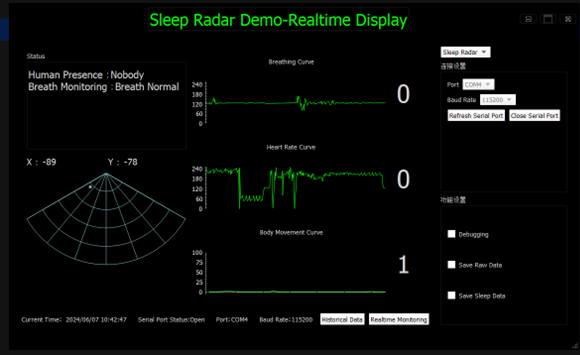 Sleep Radar Demo-Realtime Display
Status
Human Presence : Nobody
Breath Monitoring : Breath Normal
X : -89 Y : -78
Breathing Curve
240
180
120
60
0
0
Heart Rate Curve
240
180
120
60
0
0
Body Movement Curve
100
75
50
25
0
1
Sleep Radar
连接设置
Port COM4
Baud Rate 115200
Refresh Serial Port Close Serial Port
功能设置
Debugging
Save Raw Data
Save Sleep Data
Current Time: 2024/06/07 10:42:47 Serial Port Status:Open Port:COM4 Baud Rate:115200 Historical Data Realtime Monitoring